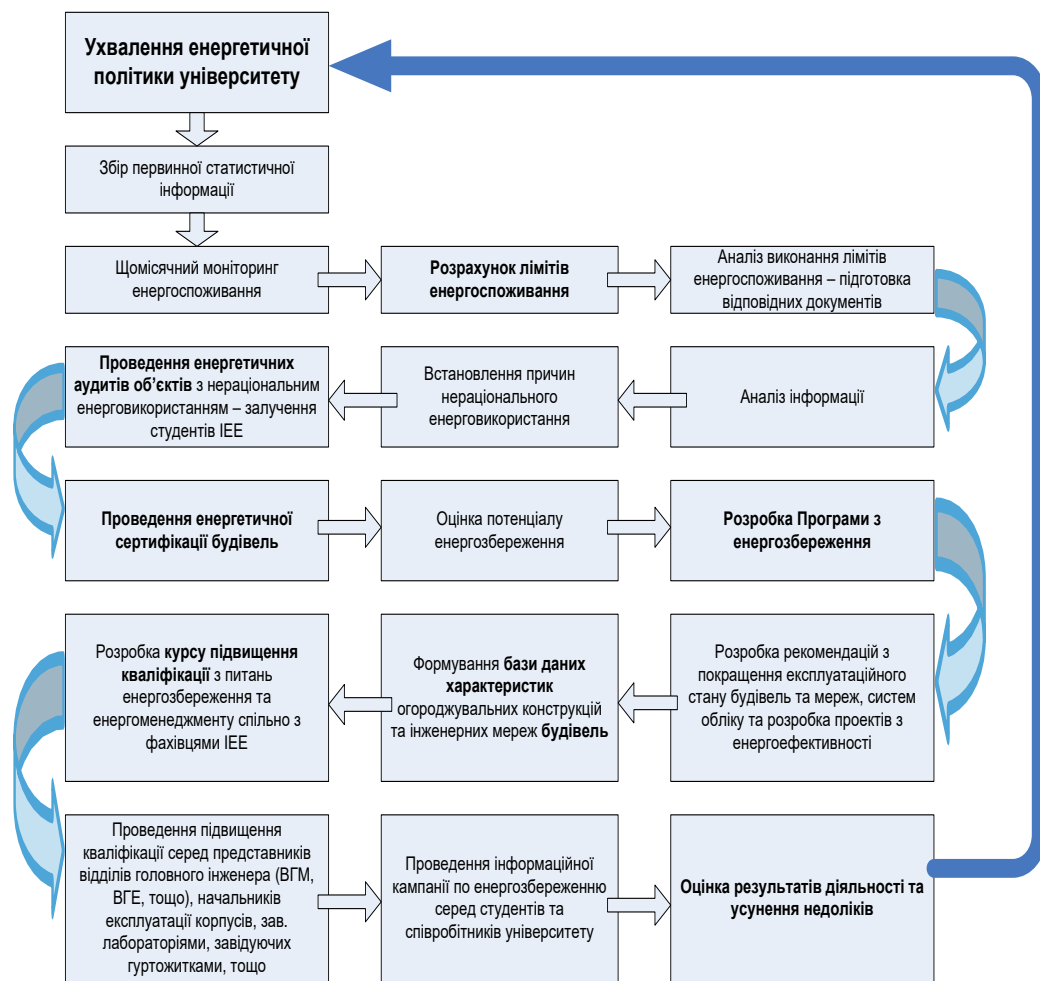 Ухвалення енергетичної
політики університету
Збір первинної статистичної
інформації
Щомісячний моніторинг
енергоспоживання
Розрахунок лімітів
енергоспоживання
Аналіз виконання лімітів
енергоспоживання – підготовка
відповідних документів
Проведення енергетичних
аудитів об’єктів з нераціональним
енерговикористанням – залучення
студентів ІЕЕ
Встановлення причин
нераціонального
енерговикористання
Аналіз інформації
Проведення енергетичної
сертифікації будівель
Оцінка потенціалу
енергозбереження
Розробка Програми з
енергозбереження
Розробка курсу підвищення
кваліфікації з питань
енергозбереження та
енергоменеджменту спільно з
фахівцями ІЕЕ
Формування бази даних
характеристик
огороджувальних конструкцій
та інженерних мереж будівель
Розробка рекомендацій з
покращення експлуатаційного
стану будівель та мереж, систем
обліку та розробка проектів з
енергоефективності
Проведення підвищення
кваліфікації серед представників
відділів головного інженера (ВГМ,
ВГЕ, тощо), начальників
експлуатації корпусів, зав.
лабораторіями, завідуючих
гуртожитками, тощо
Проведення інформаційної
кампанії по енергозбереженню
серед студентів та
співробітників університету
Оцінка результатів діяльності та
усунення недоліків